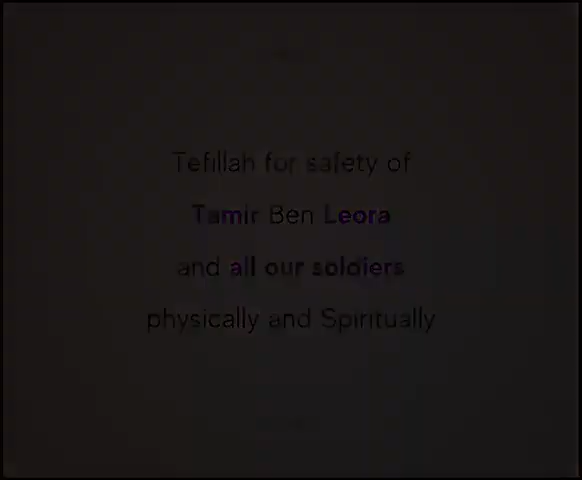 Tefillah for safety of
Tamir Ben Leora
and all our soldiers
physically and Spiritually